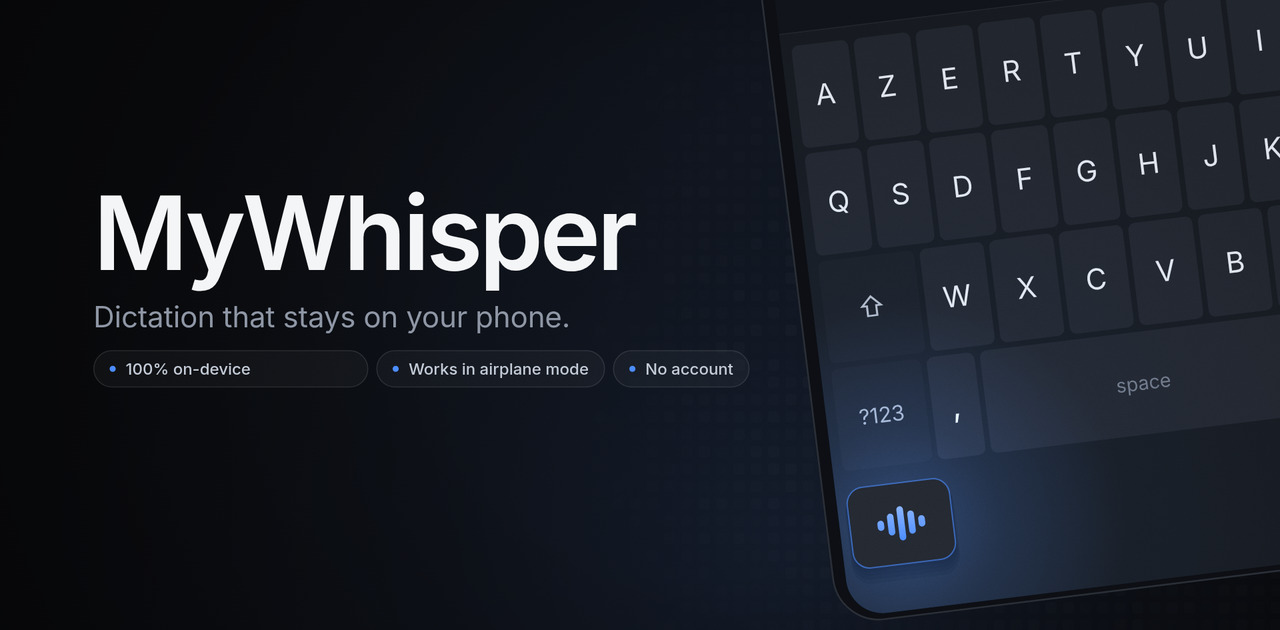 MyWhisper
Dictation that stays on your phone.
100% on-device
Works in airplane mode
No account
A Z E R T Y U I
Q S D F G H J K
W X C V B
?123 , space